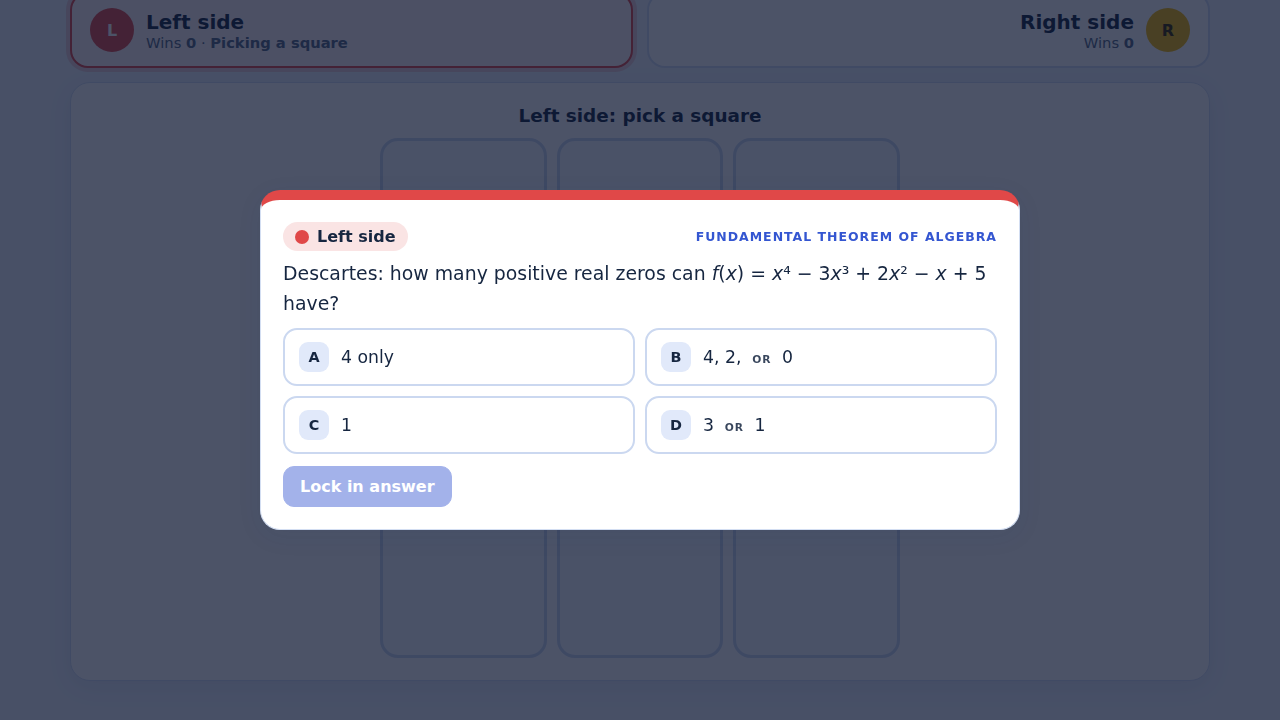 L
Left side
Wins 0 · Picking a square
Right side
Wins 0
R
Left side: pick a square
Left side
FUNDAMENTAL THEOREM OF ALGEBRA
Descartes: how many positive real zeros can f(x) = x⁴ − 3x³ + 2x² − x + 5
have?
A 4 only
B 4, 2, OR 0
C 1
D 3 OR 1
Lock in answer